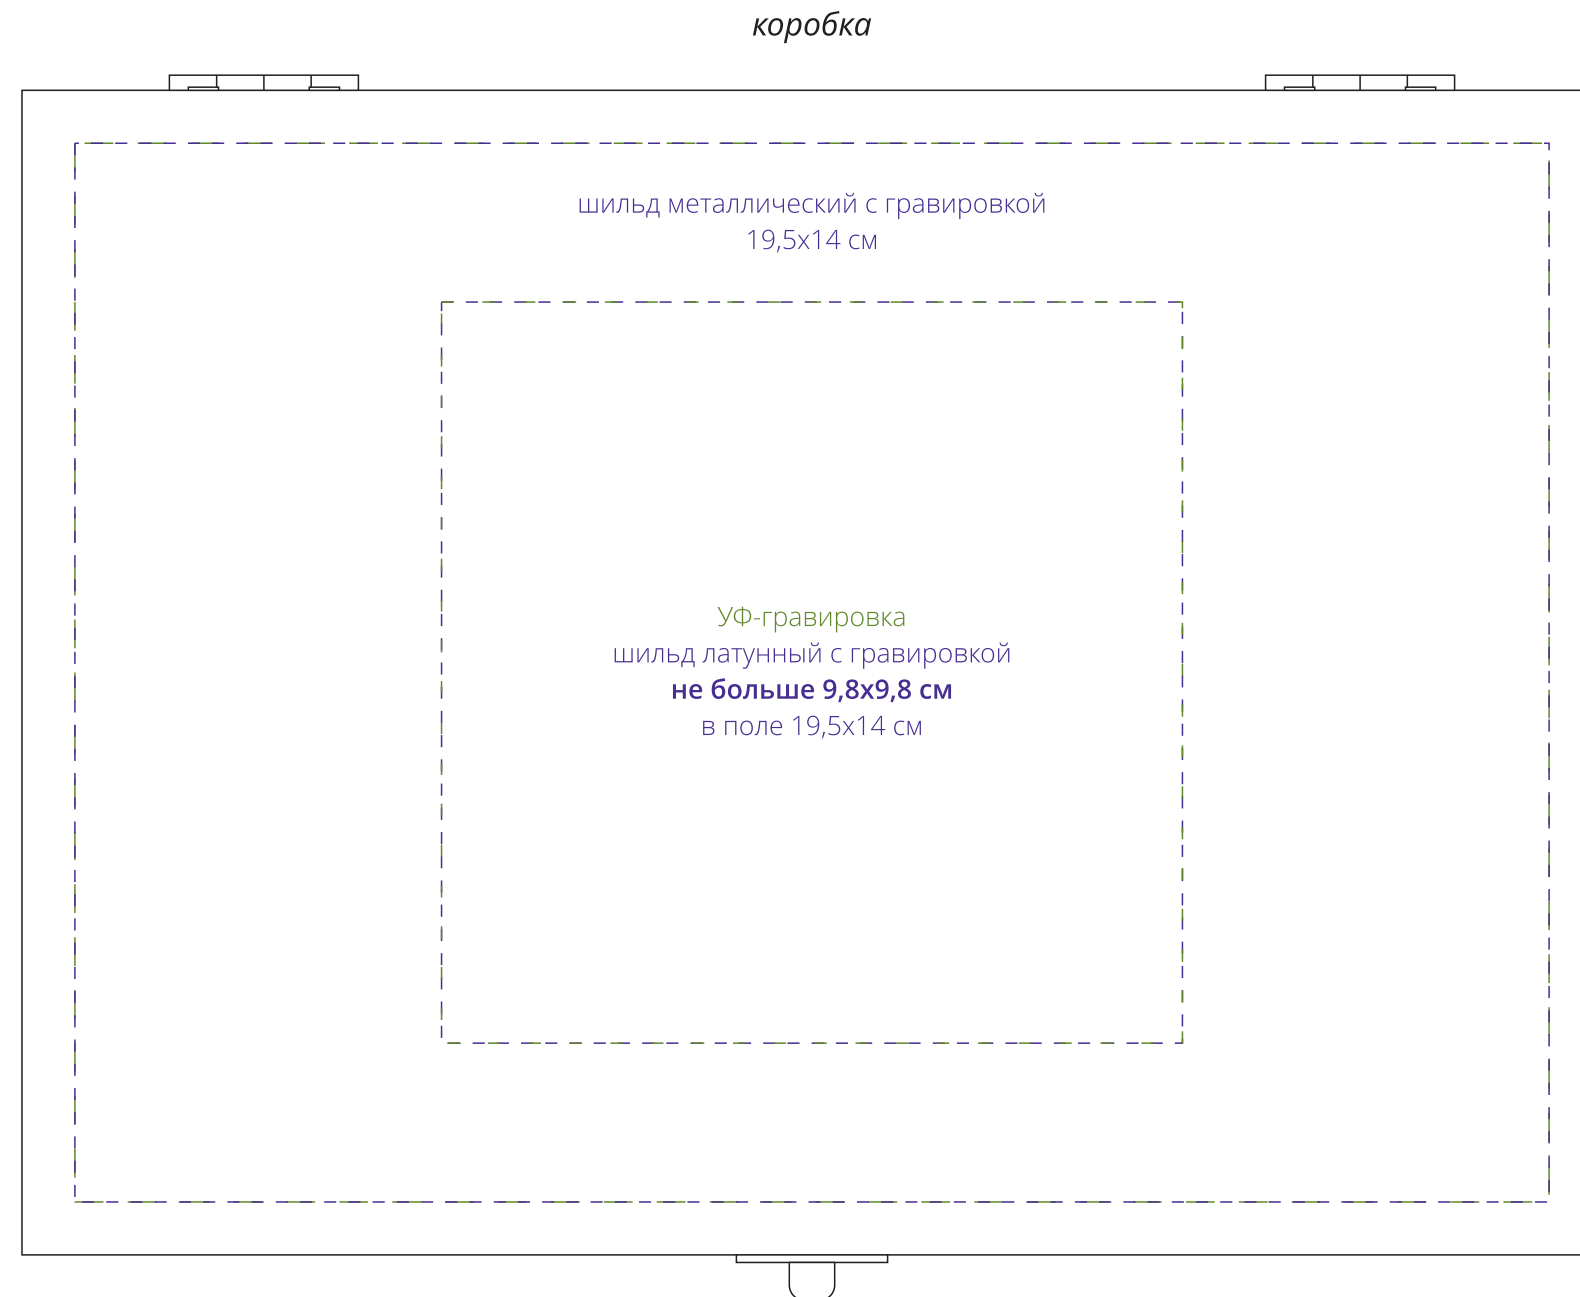 коробка
шильд металлический с гравировкой
19,5х14 см
УФ-гравировка
шильд латунный с гравировкой
не больше 9,8х9,8 см
в поле 19,5х14 см